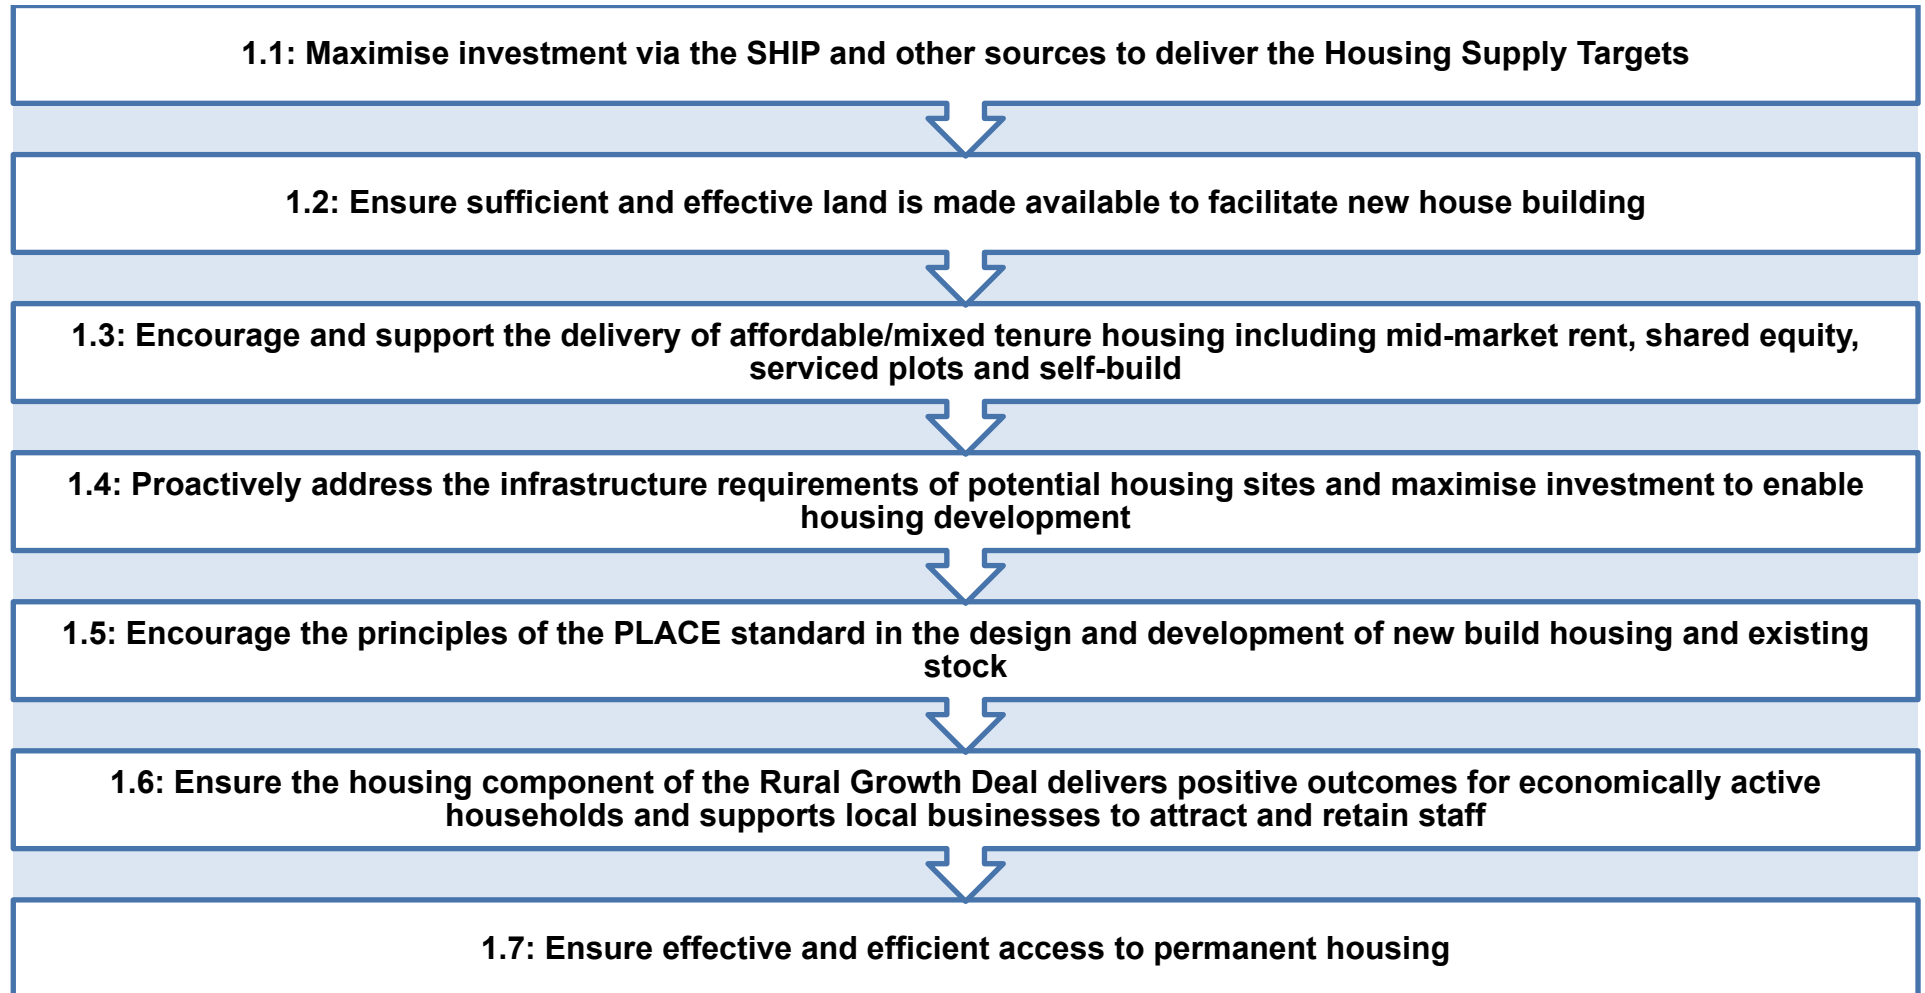 1.1: Maximise investment via the SHIP and other sources to deliver the Housing Supply Targets
1.2: Ensure sufficient and effective land is made available to facilitate new house building
1.3: Encourage and support the delivery of affordable/mixed tenure housing including mid-market rent, shared equity,
serviced plots and self-build
1.4: Proactively address the infrastructure requirements of potential housing sites and maximise investment to enable
housing development
1.5: Encourage the principles of the PLACE standard in the design and development of new build housing and existing
stock
1.6: Ensure the housing component of the Rural Growth Deal delivers positive outcomes for economically active
households and supports local businesses to attract and retain staff
1.7: Ensure effective and efficient access to permanent housing